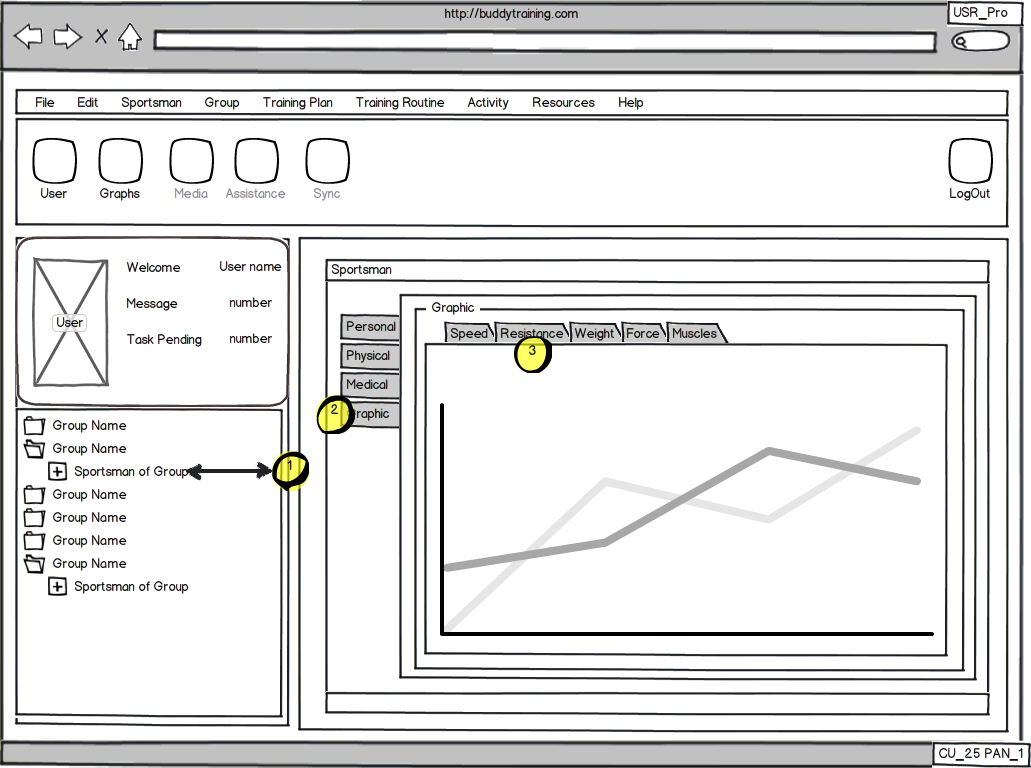 http://buddytraining.com
USR_Pro
File Edit Sportsman Group Training Plan Training Routine Activity Resources Help
User Graphs Media Assistance Sync LogOut
Welcome User name
Message number
User
Task Pending number
Group Name
Group Name
Sportsman of Group
1
Group Name
Group Name
Group Name
Group Name
Sportsman of Group
Sportsman
Graphic
Personal
Physical
Medical
2 raphic
Speed Resistance Weight Force Muscles
3
CU_25 PAN_1